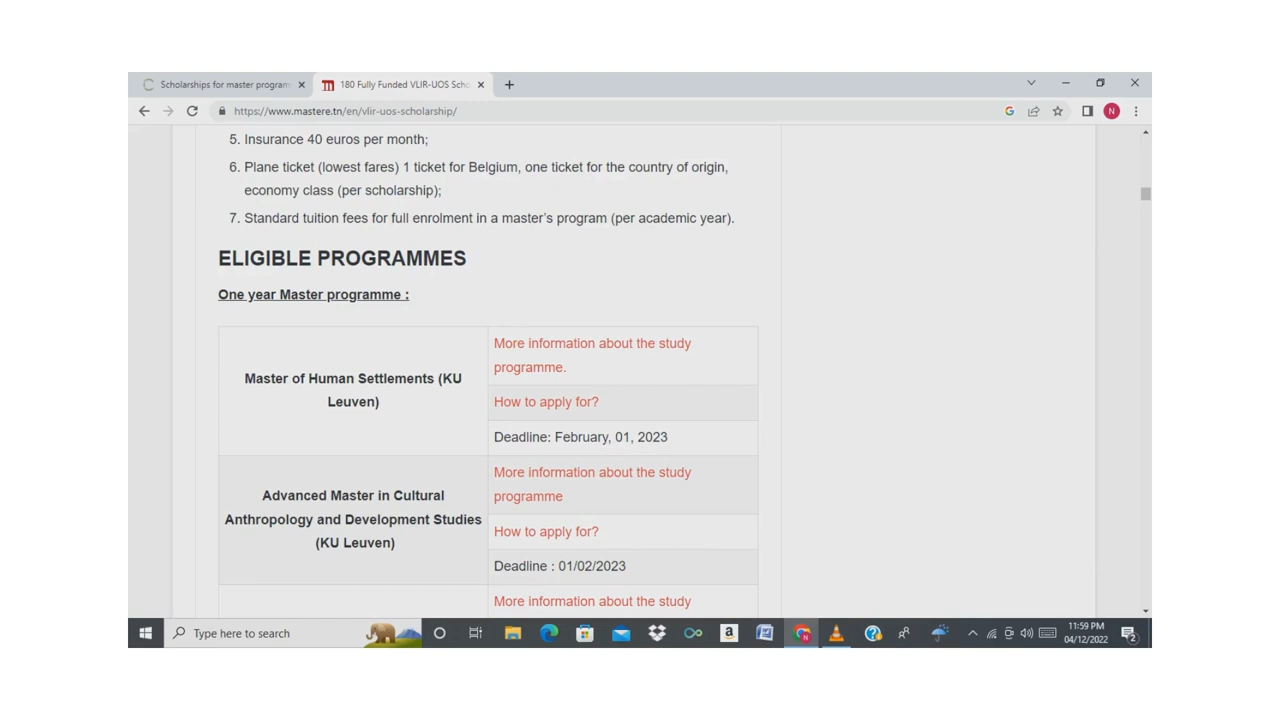 Scholarships for master program
180 Fully Funded VLIR-UOS Scho
https://www.mastere.tn/en/vlir-uos-scholarship/
N
5. Insurance 40 euros per month;
6. Plane ticket (lowest fares) 1 ticket for Belgium, one ticket for the country of origin,
economy class (per scholarship);
7. Standard tuition fees for full enrolment in a master’s program (per academic year).
ELIGIBLE PROGRAMMES
One year Master programme :
Master of Human Settlements (KU
Leuven)
More information about the study
programme.
How to apply for?
Deadline: February, 01, 2023
Advanced Master in Cultural
Anthropology and Development Studies
(KU Leuven)
More information about the study
programme
How to apply for?
Deadline : 01/02/2023
More information about the study
Type here to search
11:59 PM
04/12/2022
2